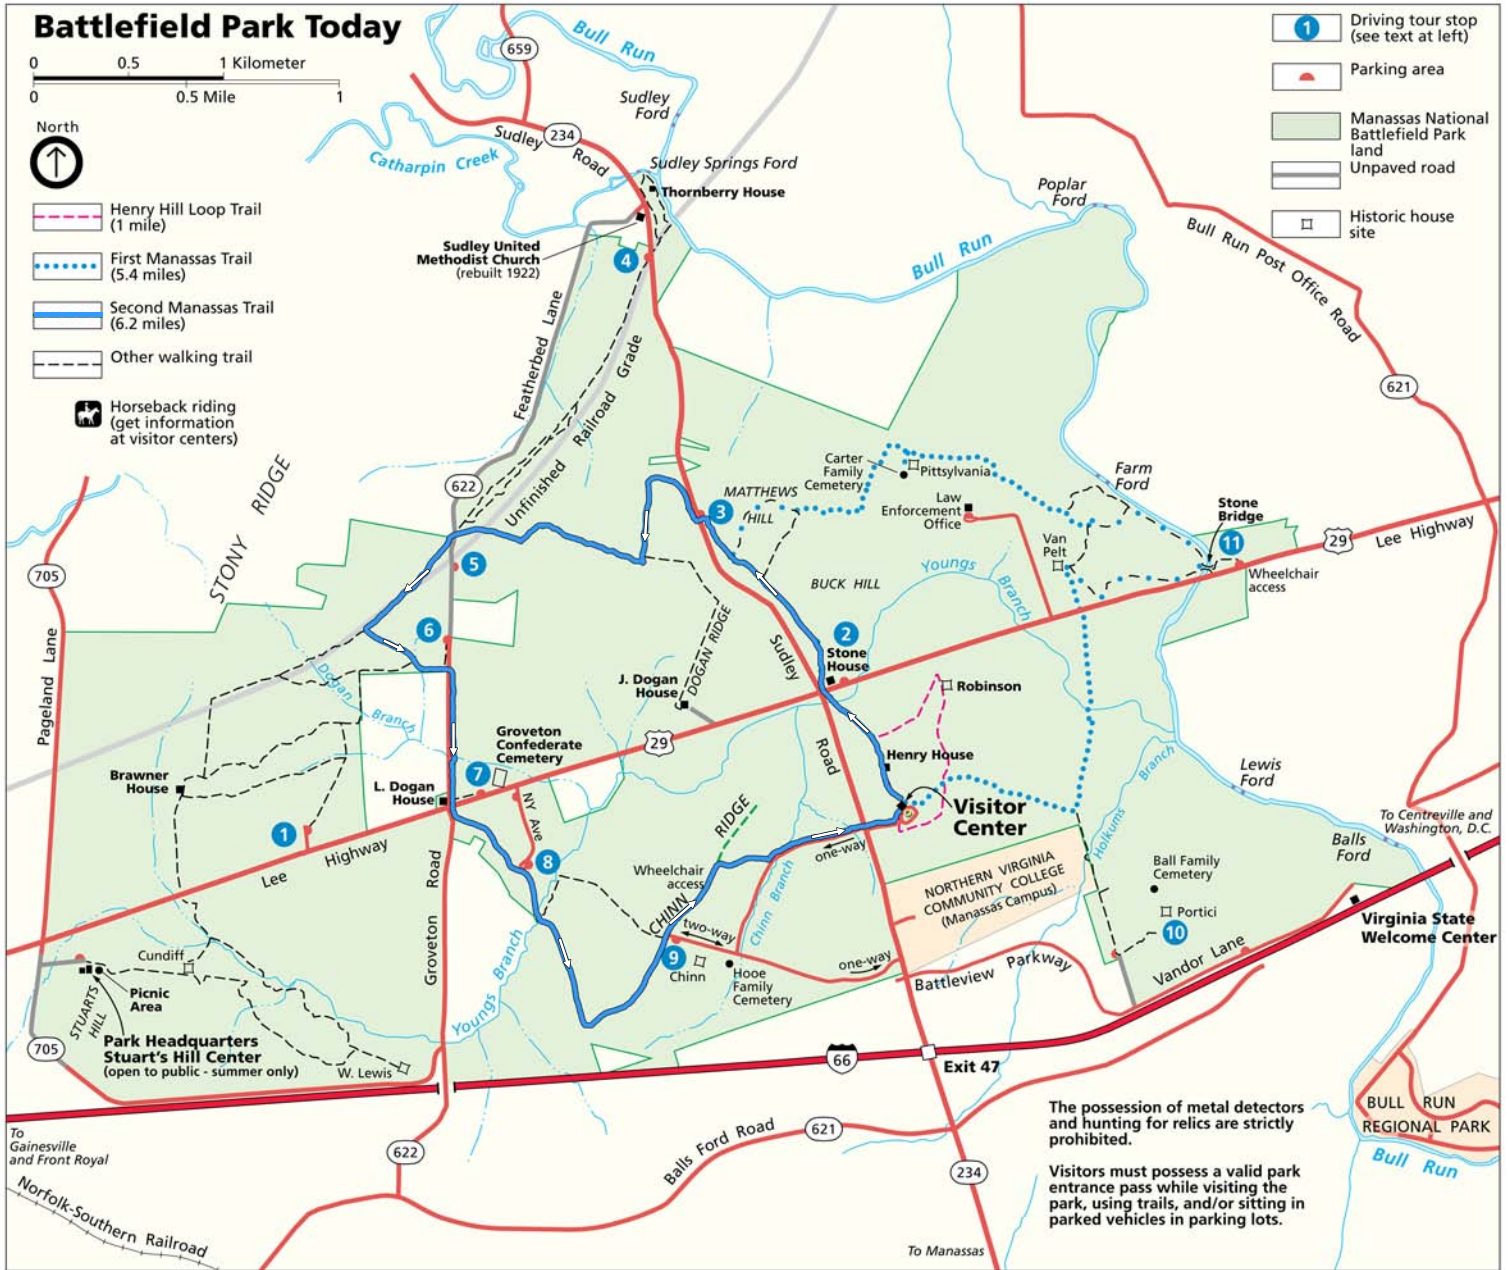 Battlefield Park Today
0 0.5 1 Kilometer
0 0.5 Mile 1
North
Henry Hill Loop Trail
(1 mile)
First Manassas Trail
(5.4 miles)
Second Manassas Trail
(6.2 miles)
Other walking trail
Horseback riding
(get information
at visitor centers)
1
Driving tour stop
(see text at left)
Parking area
Manassas National
Battlefield Park
land
Unpaved road
Historic house
site
659
Bull Run
Sudley
Ford
234
Sudley Road
Catharpin Creek
Sudley Springs Ford
Thornberry House
Sudley United
Methodist Church
(rebuilt 1922)
4
Poplar
Ford
Bull Run
Bull Run Post Office Road
621
Featherbed Lane
Unfinished Railroad Grade
622
STONY RIDGE
705
Pageland Lane
MATTHEWS
HILL
3
Carter
Family
Cemetery
Pittsylvania
Law
Enforcement
Office
Farm
Ford
Stone
Bridge
11
29
Lee Highway
Van
Pelt
Wheelchair
access
5
6
BUCK HILL
Youngs Branch
2
Stone
House
Sudley
Road
DOGAN RIDGE
J. Dogan
House
Robinson
Dogan
Branch
Groveton
Confederate
Cemetery
29
7
Henry House
Brawner
House
L. Dogan
House
Visitor
Center
Lewis
Ford
Holkums Branch
To Centreville and
Washington, D.C.
Balls
Ford
1
Lee Highway
NY Ave
8
RIDGE
CHINN
Wheelchair
access
one-way
Chinn Branch
NORTHERN VIRGINIA
COMMUNITY COLLEGE
(Manassas Campus)
Ball Family
Cemetery
Portici
10
Virginia State
Welcome Center
Groveton Road
two-way
9
Chinn
Hooe
Family
Cemetery
one-way
Battleview Parkway
Vandor Lane
Cundiff
Picnic
Area
STUARTS
HILL
Youngs Branch
705
Park Headquarters
Stuart's Hill Center
(open to public - summer only)
W. Lewis
66
Exit 47
To
Gainesville
and Front Royal
622
Balls Ford Road
621
234
The possession of metal detectors
and hunting for relics are strictly
prohibited.
Visitors must possess a valid park
entrance pass while visiting the
park, using trails, and/or sitting in
parked vehicles in parking lots.
BULL RUN
REGIONAL PARK
Bull Run
Norfolk-Southern Railroad
To Manassas